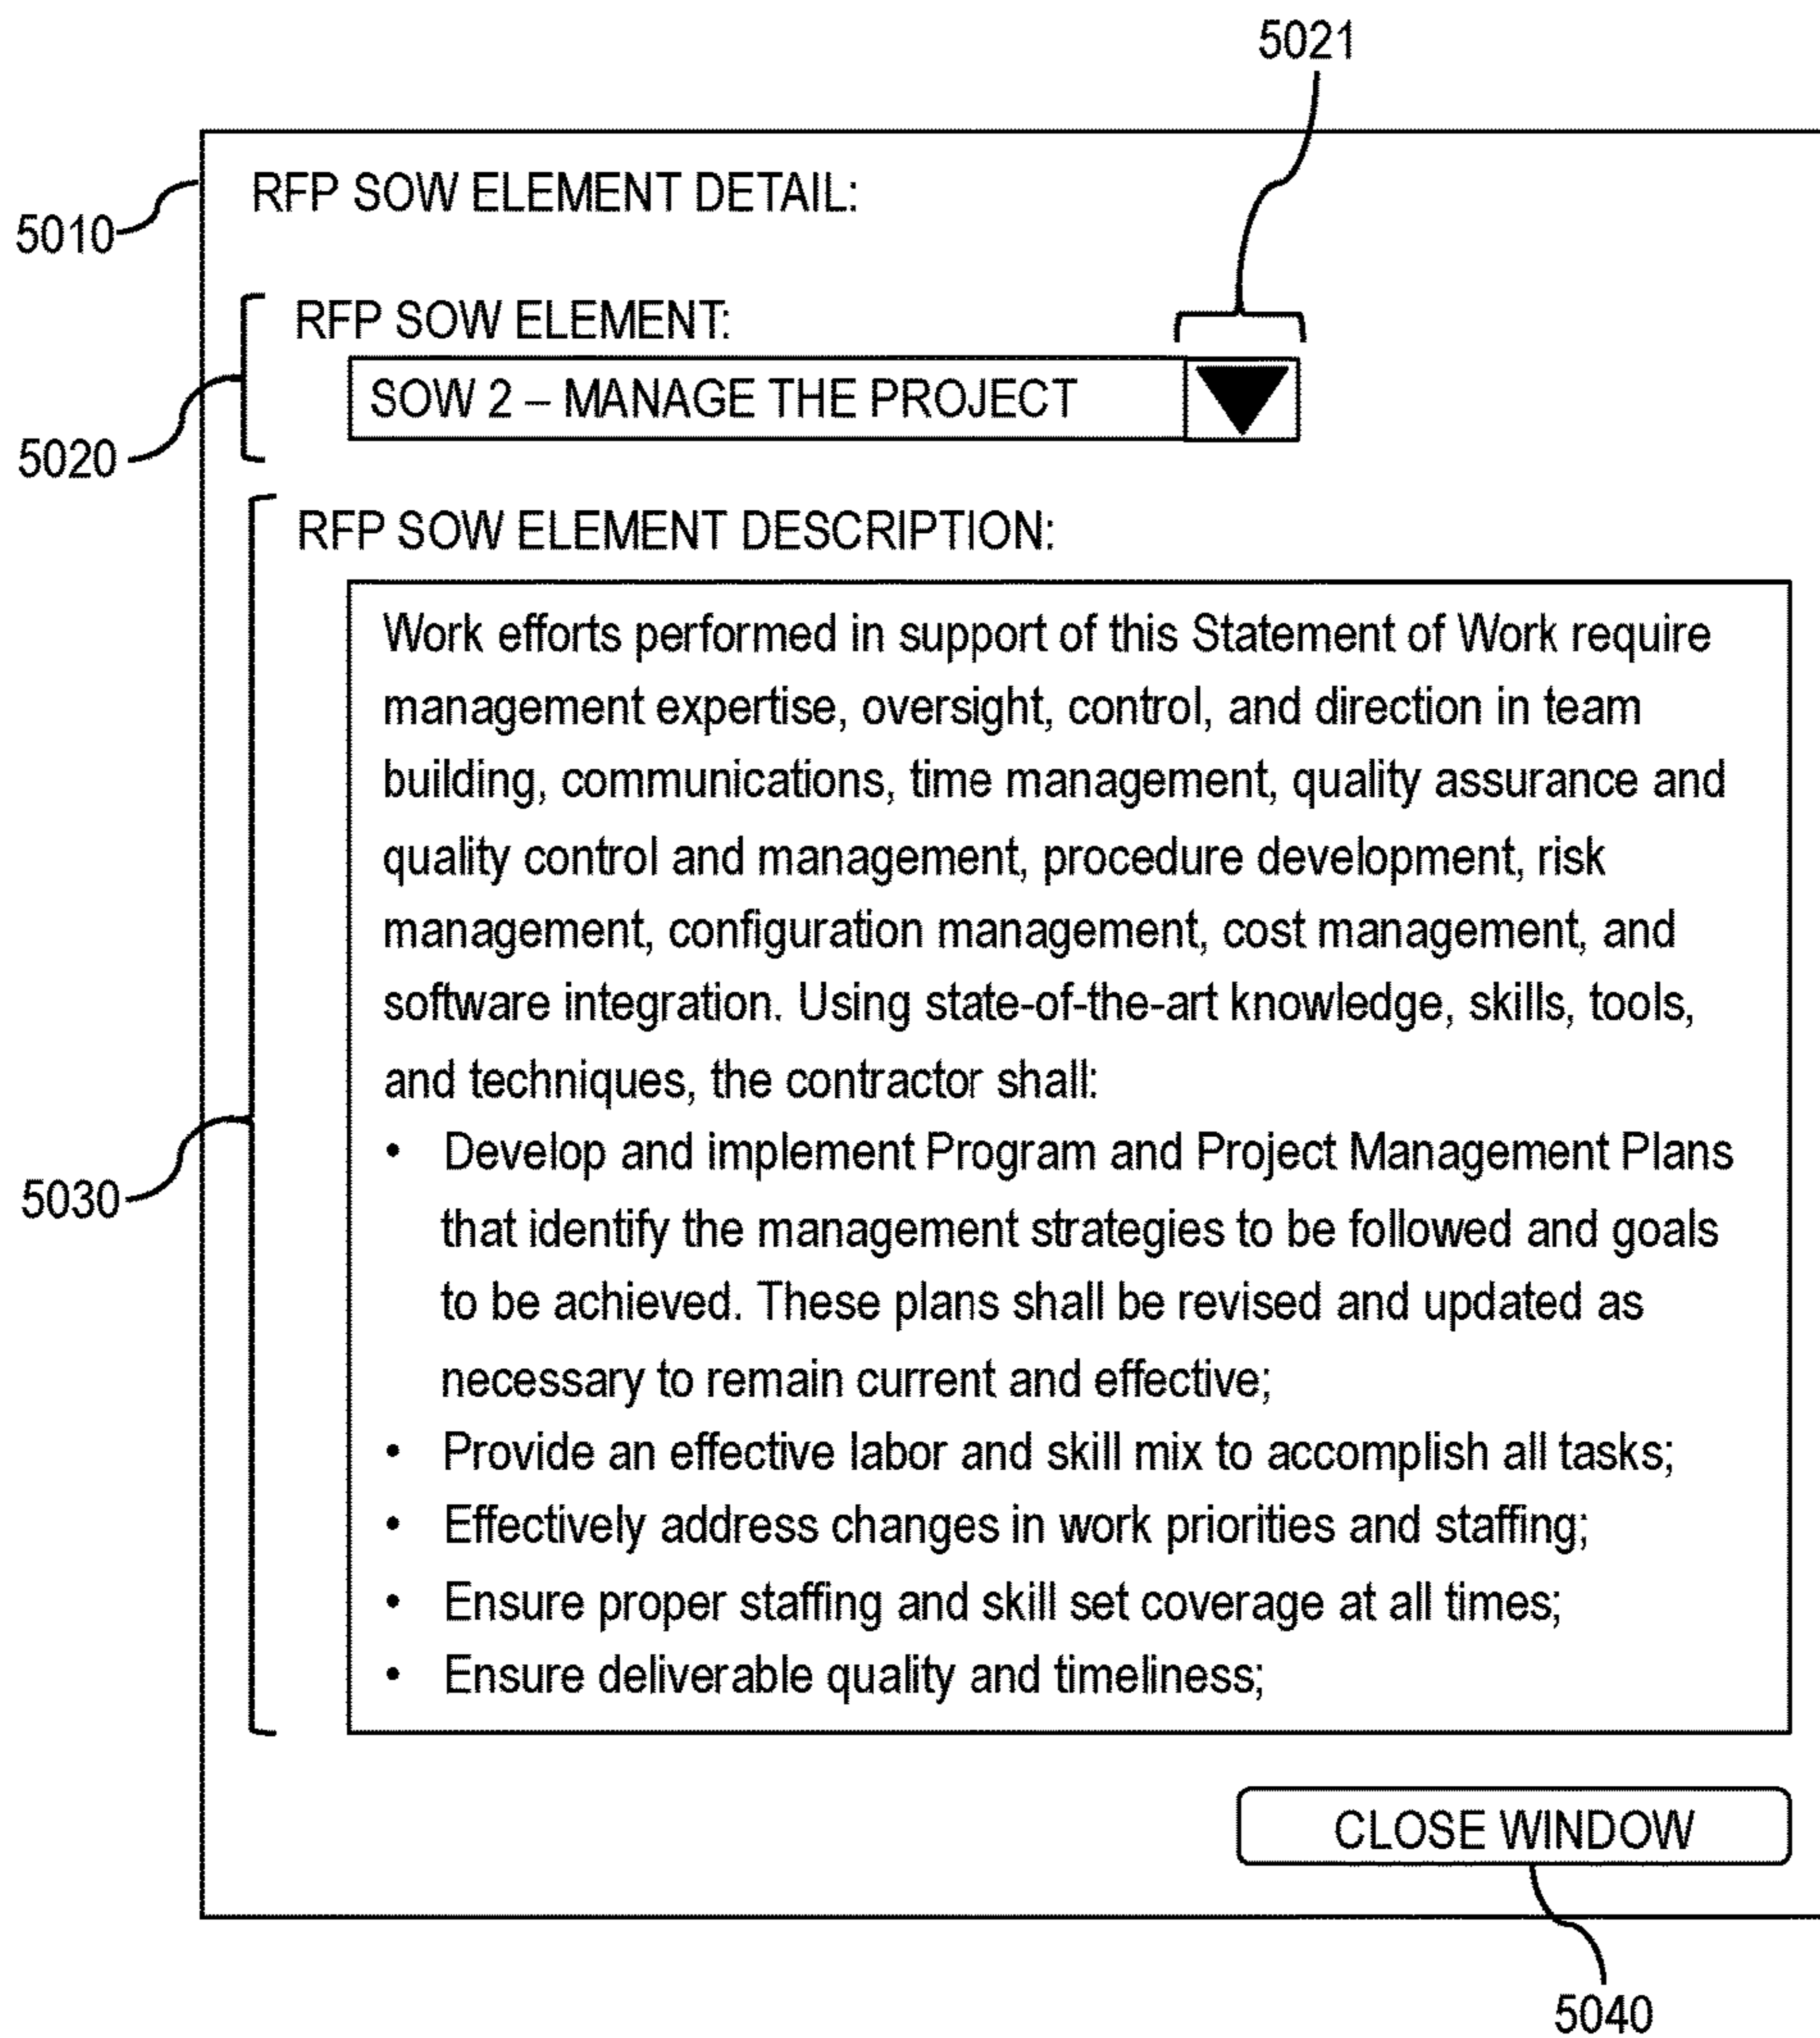 5021
RFP SOW ELEMENT DETAIL:
5010
RFP SOW ELEMENT:
SOW 2 – MANAGE THE PROJECT
5020
RFP SOW ELEMENT DESCRIPTION:
Work efforts performed in support of this Statement of Work require
management expertise, oversight, control, and direction in team
building, communications, time management, quality assurance and
quality control and management, procedure development, risk
management, configuration management, cost management, and
software integration. Using state-of-the-art knowledge, skills, tools,
and techniques, the contractor shall:
• Develop and implement Program and Project Management Plans
5030
that identify the management strategies to be followed and goals
to be achieved. These plans shall be revised and updated as
necessary to remain current and effective;
• Provide an effective labor and skill mix to accomplish all tasks;
• Effectively address changes in work priorities and staffing;
• Ensure proper staffing and skill set coverage at all times;
• Ensure deliverable quality and timeliness;
CLOSE WINDOW
5040